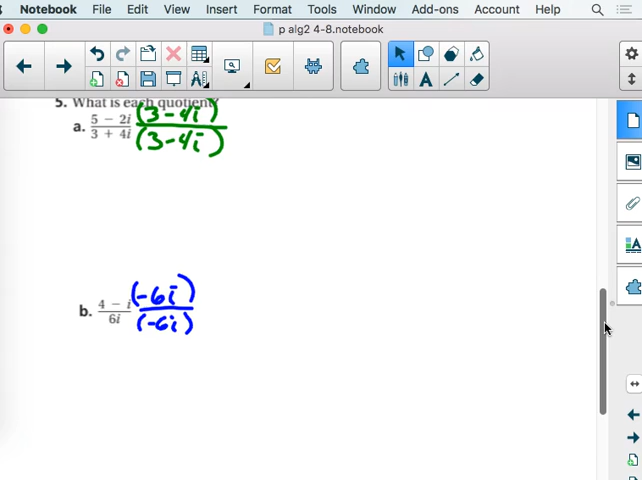 Notebook File Edit View Insert Format Tools Window Add-ons Account Help
p alg2 4-8.notebook
5. What is each quotient?
a. 5 − 2i (3 - 4i)
3 + 4i (3 - 4i)
b. 4 − i (-6i)
6i (-6i)